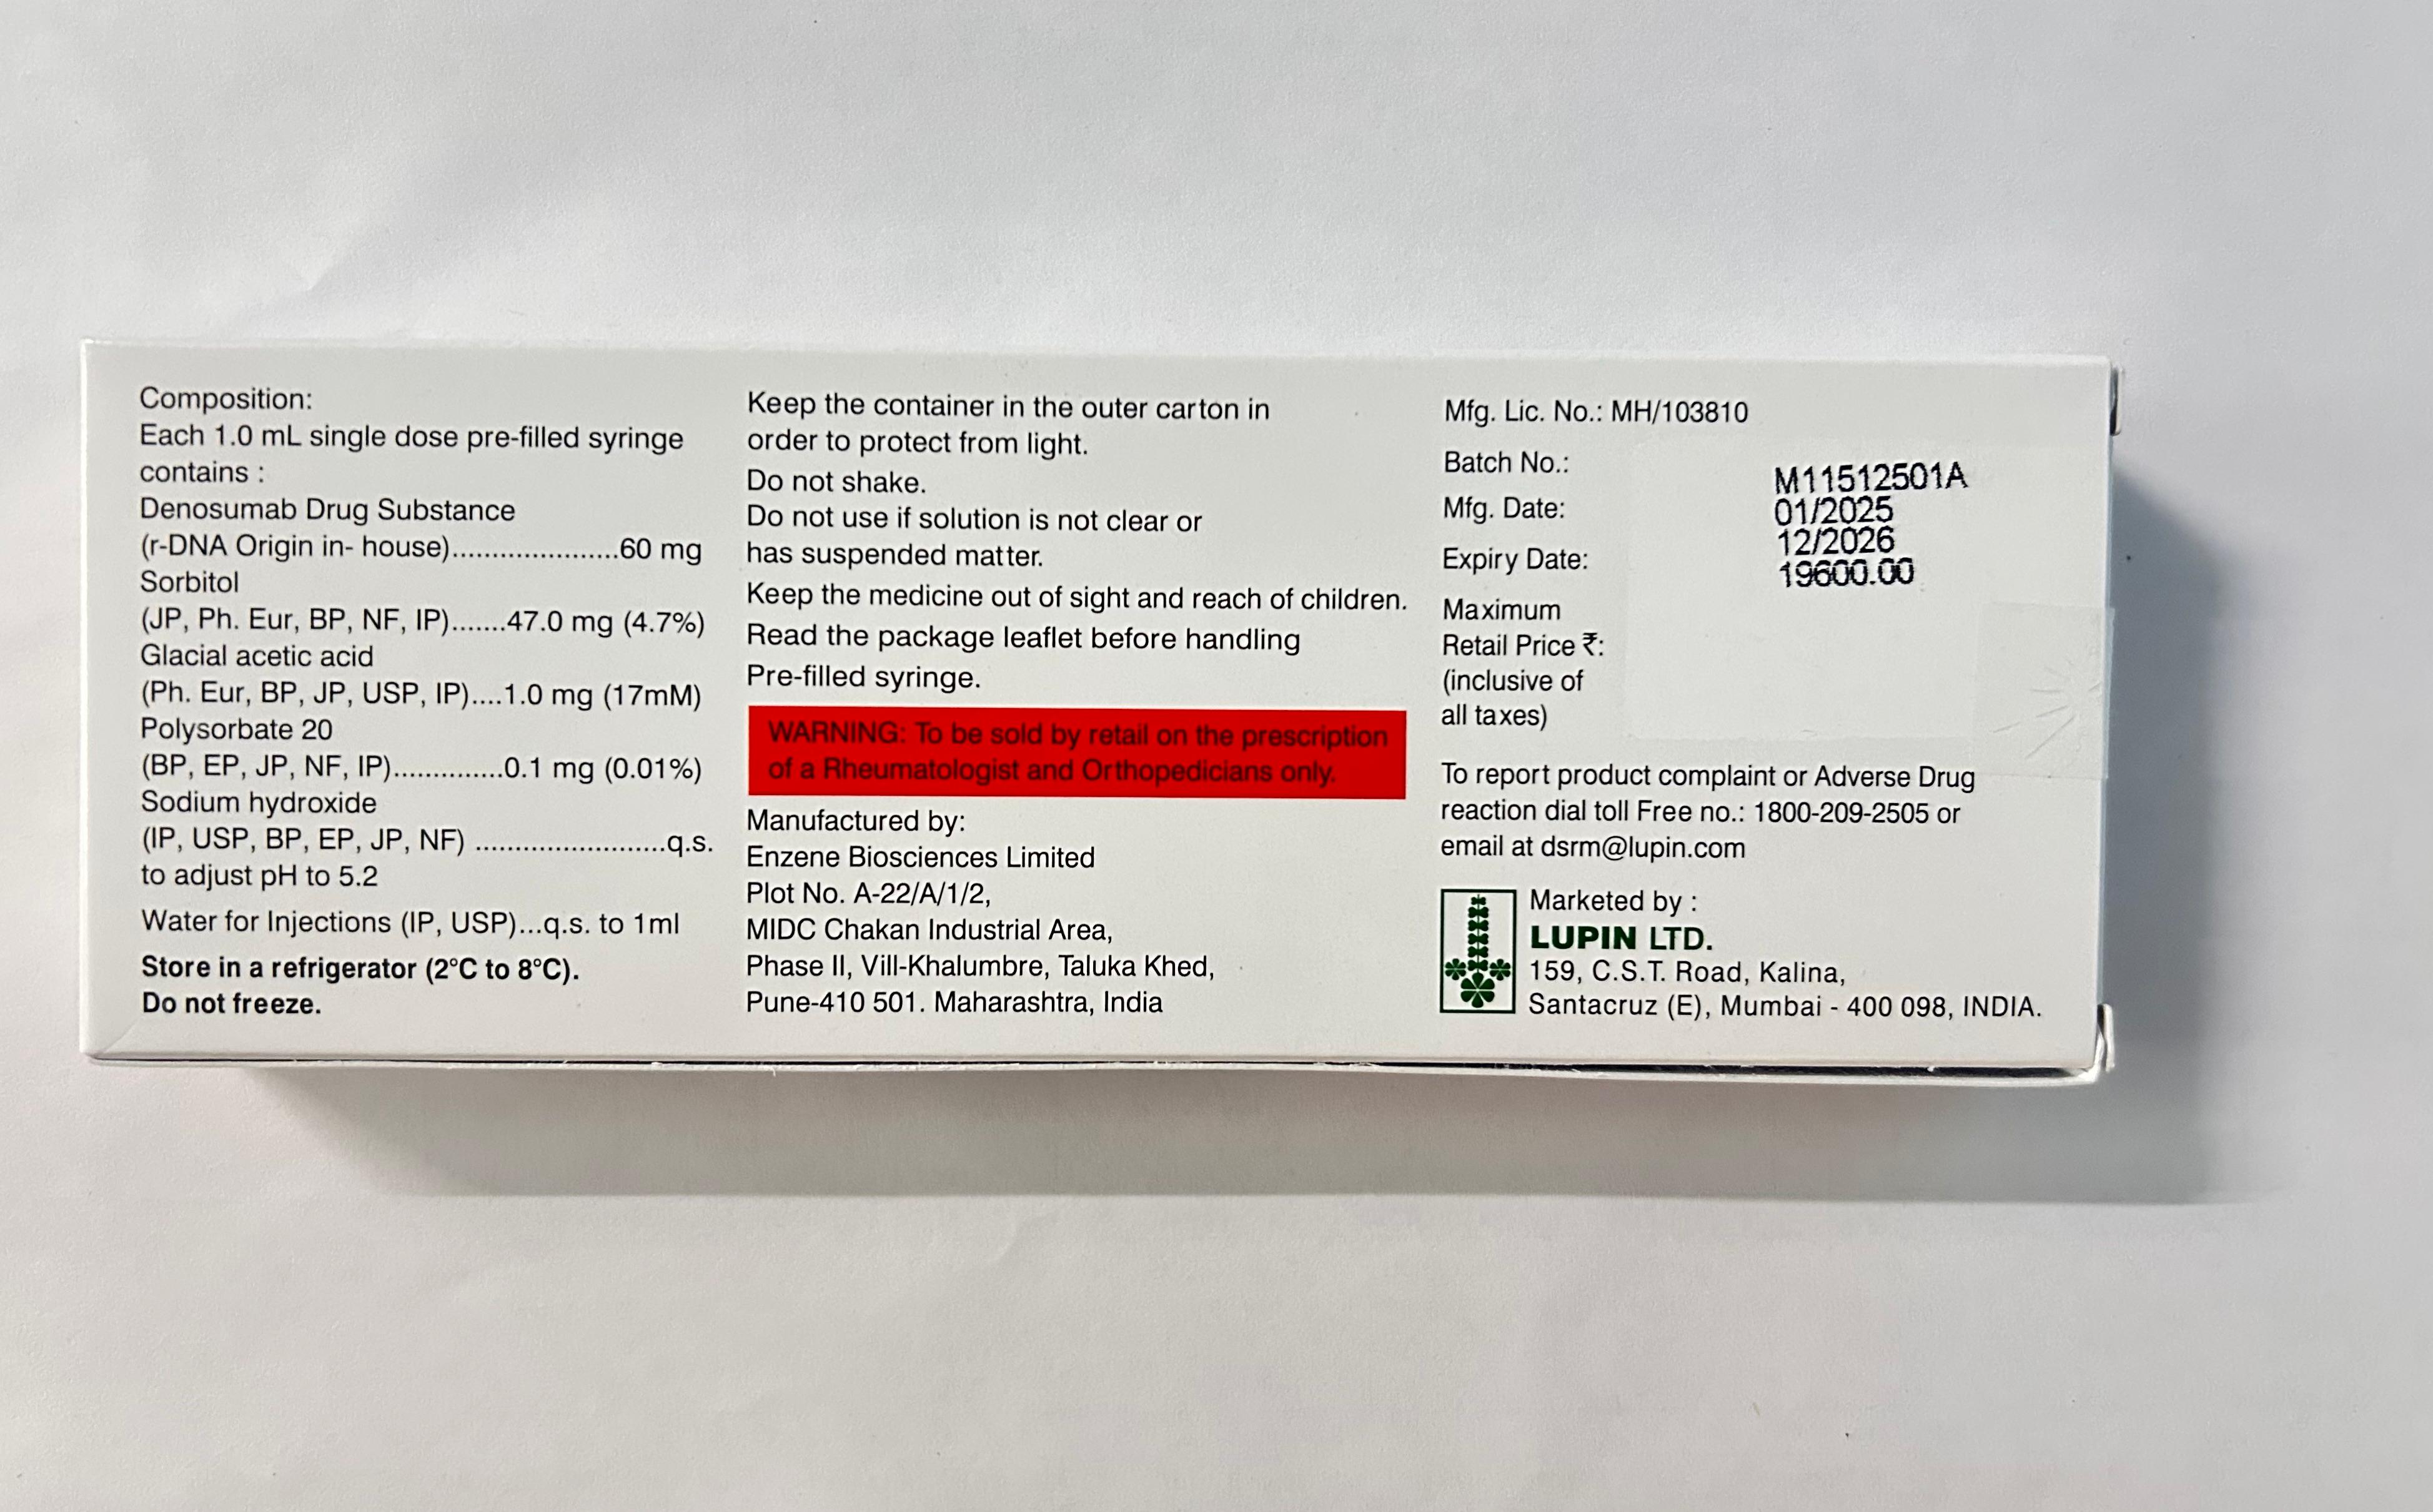 Composition:
Each 1.0 mL single dose pre-filled syringe
contains :
Denosumab Drug Substance
(r-DNA Origin in- house).....................60 mg
Sorbitol
(JP, Ph. Eur, BP, NF, IP).......47.0 mg (4.7%)
Glacial acetic acid
(Ph. Eur, BP, JP, USP, IP)....1.0 mg (17mM)
Polysorbate 20
(BP, EP, JP, NF, IP)..............0.1 mg (0.01%)
Sodium hydroxide
(IP, USP, BP, EP, JP, NF) ........................q.s.
to adjust pH to 5.2
Water for Injections (IP, USP)...q.s. to 1ml
Store in a refrigerator (2°C to 8°C).
Do not freeze.
Keep the container in the outer carton in
order to protect from light.
Do not shake.
Do not use if solution is not clear or
has suspended matter.
Keep the medicine out of sight and reach of children.
Read the package leaflet before handling
Pre-filled syringe.
WARNING: To be sold by retail on the prescription
of a Rheumatologist and Orthopedicians only.
Manufactured by:
Enzene Biosciences Limited
Plot No. A-22/A/1/2,
MIDC Chakan Industrial Area,
Phase II, Vill-Khalumbre, Taluka Khed,
Pune-410 501. Maharashtra, India
Mfg. Lic. No.: MH/103810
Batch No.: M11512501A
Mfg. Date: 01/2025
Expiry Date: 12/2026
Maximum 19600.00
Retail Price ₹:
(inclusive of
all taxes)
To report product complaint or Adverse Drug
reaction dial toll Free no.: 1800-209-2505 or
email at dsrm@lupin.com
Marketed by :
LUPIN LTD.
159, C.S.T. Road, Kalina,
Santacruz (E), Mumbai - 400 098, INDIA.